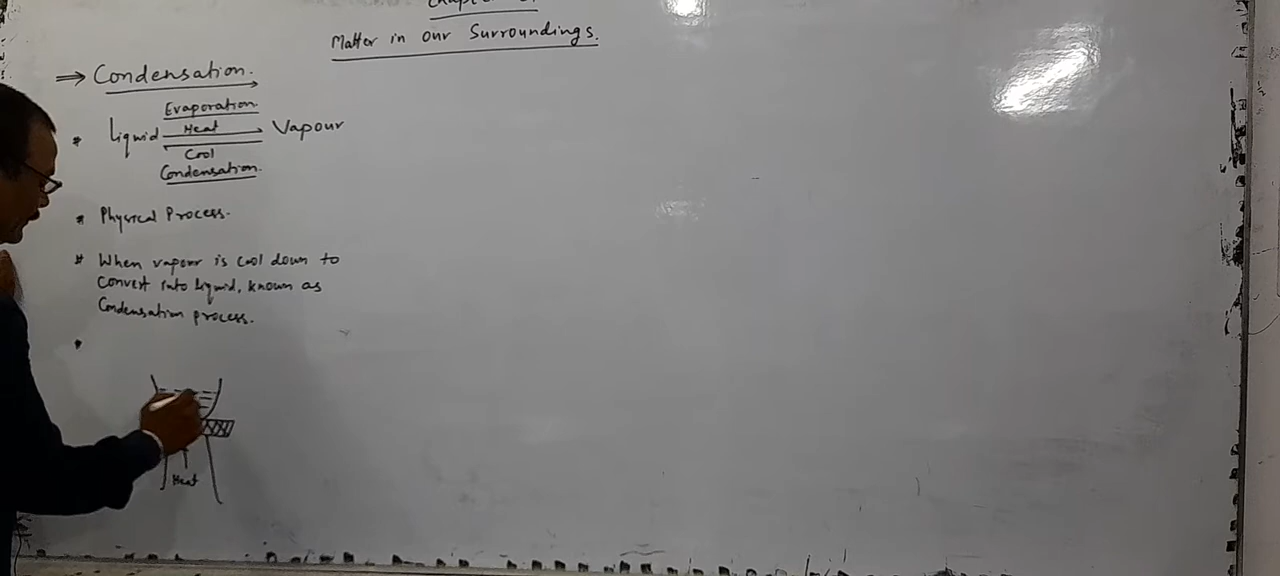 Matter in our Surroundings.
⇒ Condensation.
Evaporation.
* Liquid Heat Vapour
Cool
Condensation.
* Physical Process.
* When vapour is cool down to
Convert into liquid, known as
Condensation process.
Heat